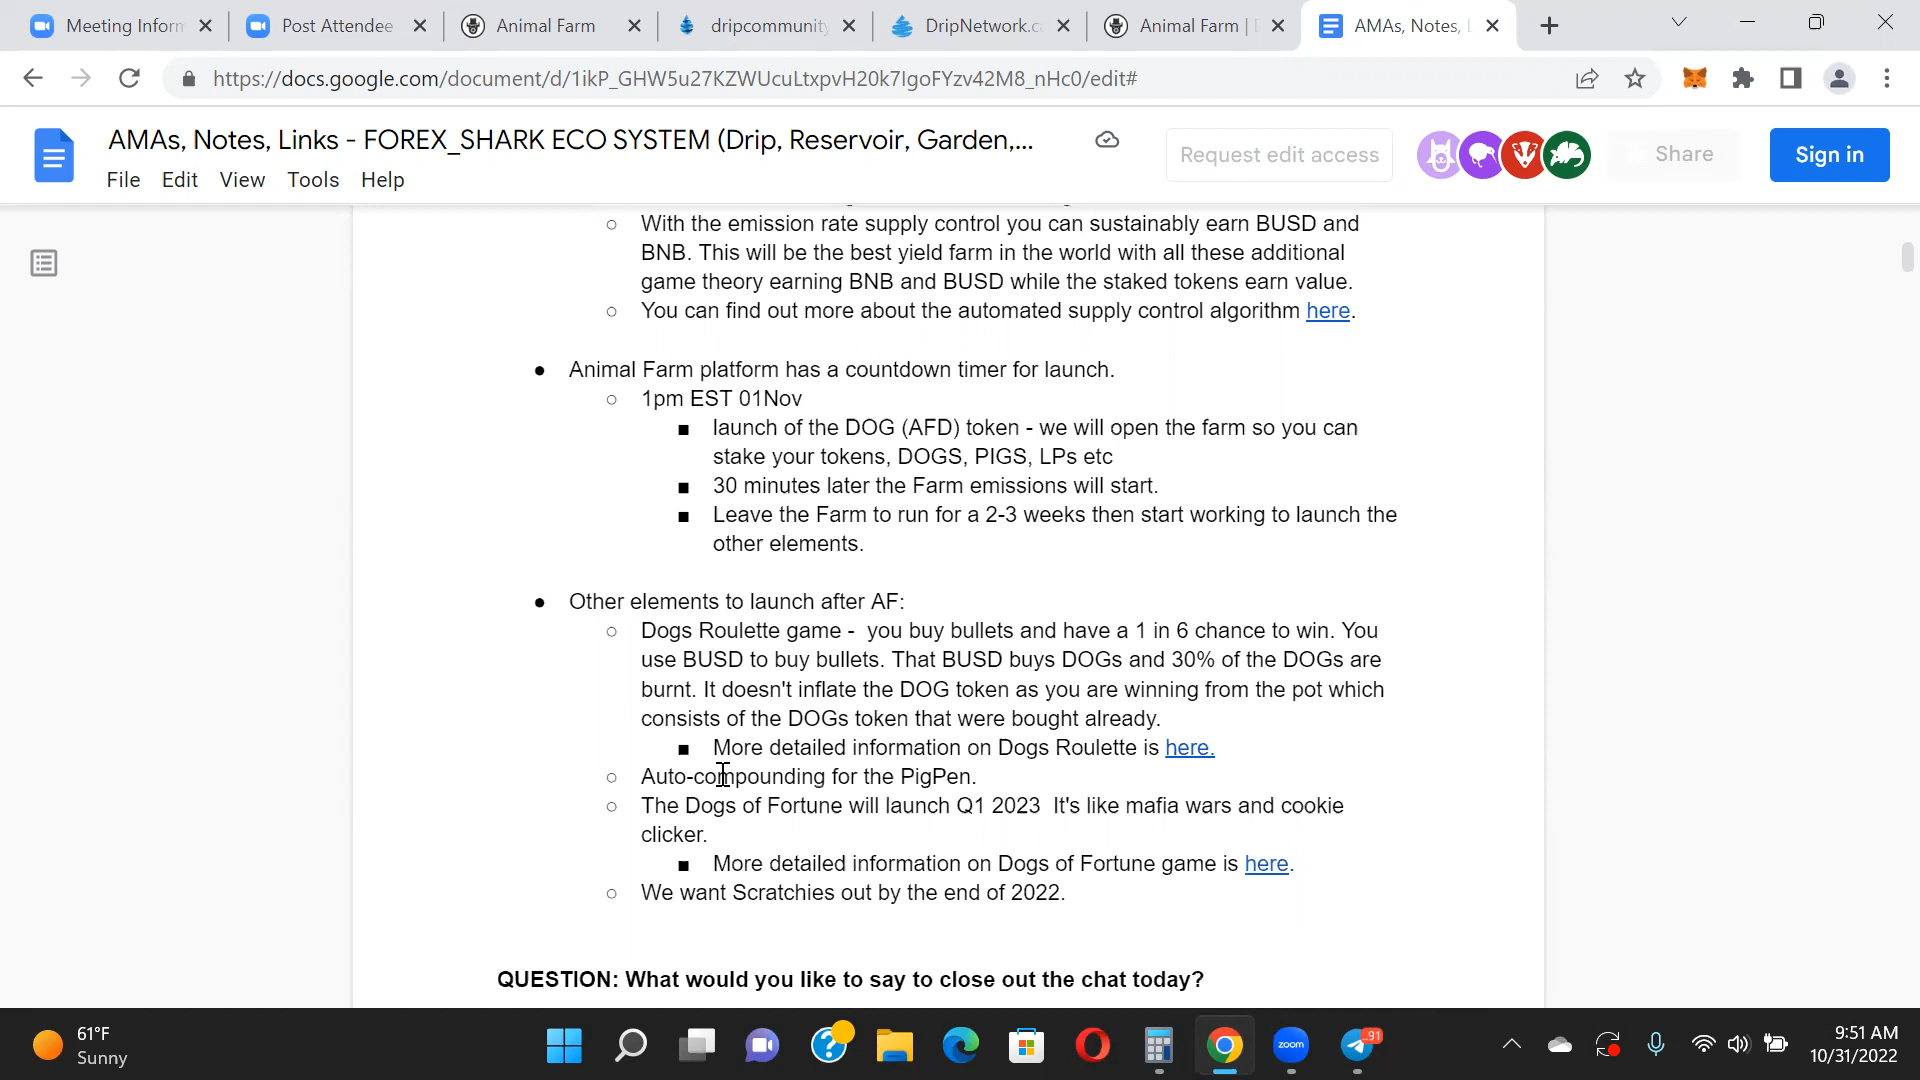 Meeting Inform
Post Attendee
Animal Farm
dripcommunity
DripNetwork.ca
Animal Farm | D
AMAs, Notes, L
https://docs.google.com/document/d/1ikP_GHW5u27KZWUcuLtxpvH20k7IgoFYzv42M8_nHc0/edit#
AMAs, Notes, Links - FOREX_SHARK ECO SYSTEM (Drip, Reservoir, Garden,...
Request edit access
Share
Sign in
File Edit View Tools Help
○ With the emission rate supply control you can sustainably earn BUSD and
BNB. This will be the best yield farm in the world with all these additional
game theory earning BNB and BUSD while the staked tokens earn value.
○ You can find out more about the automated supply control algorithm here.
● Animal Farm platform has a countdown timer for launch.
○ 1pm EST 01Nov
■ launch of the DOG (AFD) token - we will open the farm so you can
stake your tokens, DOGS, PIGS, LPs etc
■ 30 minutes later the Farm emissions will start.
■ Leave the Farm to run for a 2-3 weeks then start working to launch the
other elements.
● Other elements to launch after AF:
○ Dogs Roulette game - you buy bullets and have a 1 in 6 chance to win. You
use BUSD to buy bullets. That BUSD buys DOGs and 30% of the DOGs are
burnt. It doesn't inflate the DOG token as you are winning from the pot which
consists of the DOGs token that were bought already.
■ More detailed information on Dogs Roulette is here.
○ Auto-compounding for the PigPen.
○ The Dogs of Fortune will launch Q1 2023 It's like mafia wars and cookie
clicker.
■ More detailed information on Dogs of Fortune game is here.
○ We want Scratchies out by the end of 2022.
QUESTION: What would you like to say to close out the chat today?
61°F
Sunny
zoom
91
9:51 AM
10/31/2022